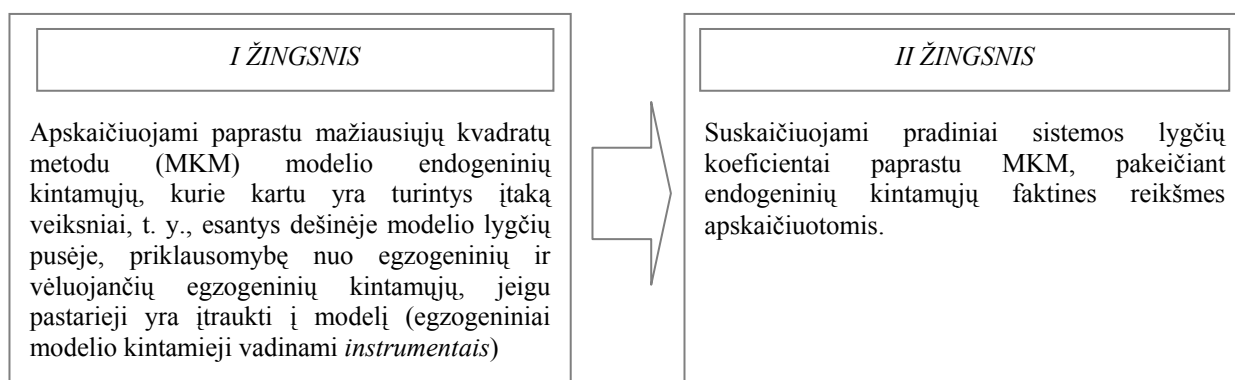 I ŽINGSNIS
Apskaičiuojami paprastu mažiausiųjų kvadratų
metodu (MKM) modelio endogeninių
kintamųjų, kurie kartu yra turintys įtaką
veiksniai, t. y., esantys dešinėje modelio lygčių
pusėje, priklausomybę nuo egzogeninių ir
vėluojančių egzogeninių kintamųjų, jeigu
pastarieji yra įtraukti į modelį (egzogeniniai
modelio kintamieji vadinami instrumentais)
II ŽINGSNIS
Suskaičiuojami pradiniai sistemos lygčių
koeficientai paprastu MKM, pakeičiant
endogeninių kintamųjų faktines reikšmes
apskaičiuotomis.